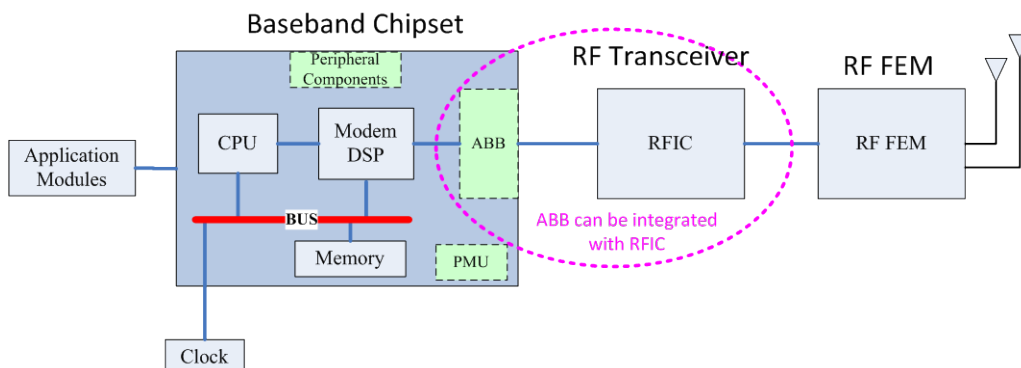 Baseband Chipset
Peripheral
Components
RF Transceiver
RF FEM
Application
Modules
CPU
Modem
DSP
ABB
RFIC
RF FEM
BUS
ABB can be integrated
with RFIC
Memory
PMU
Clock